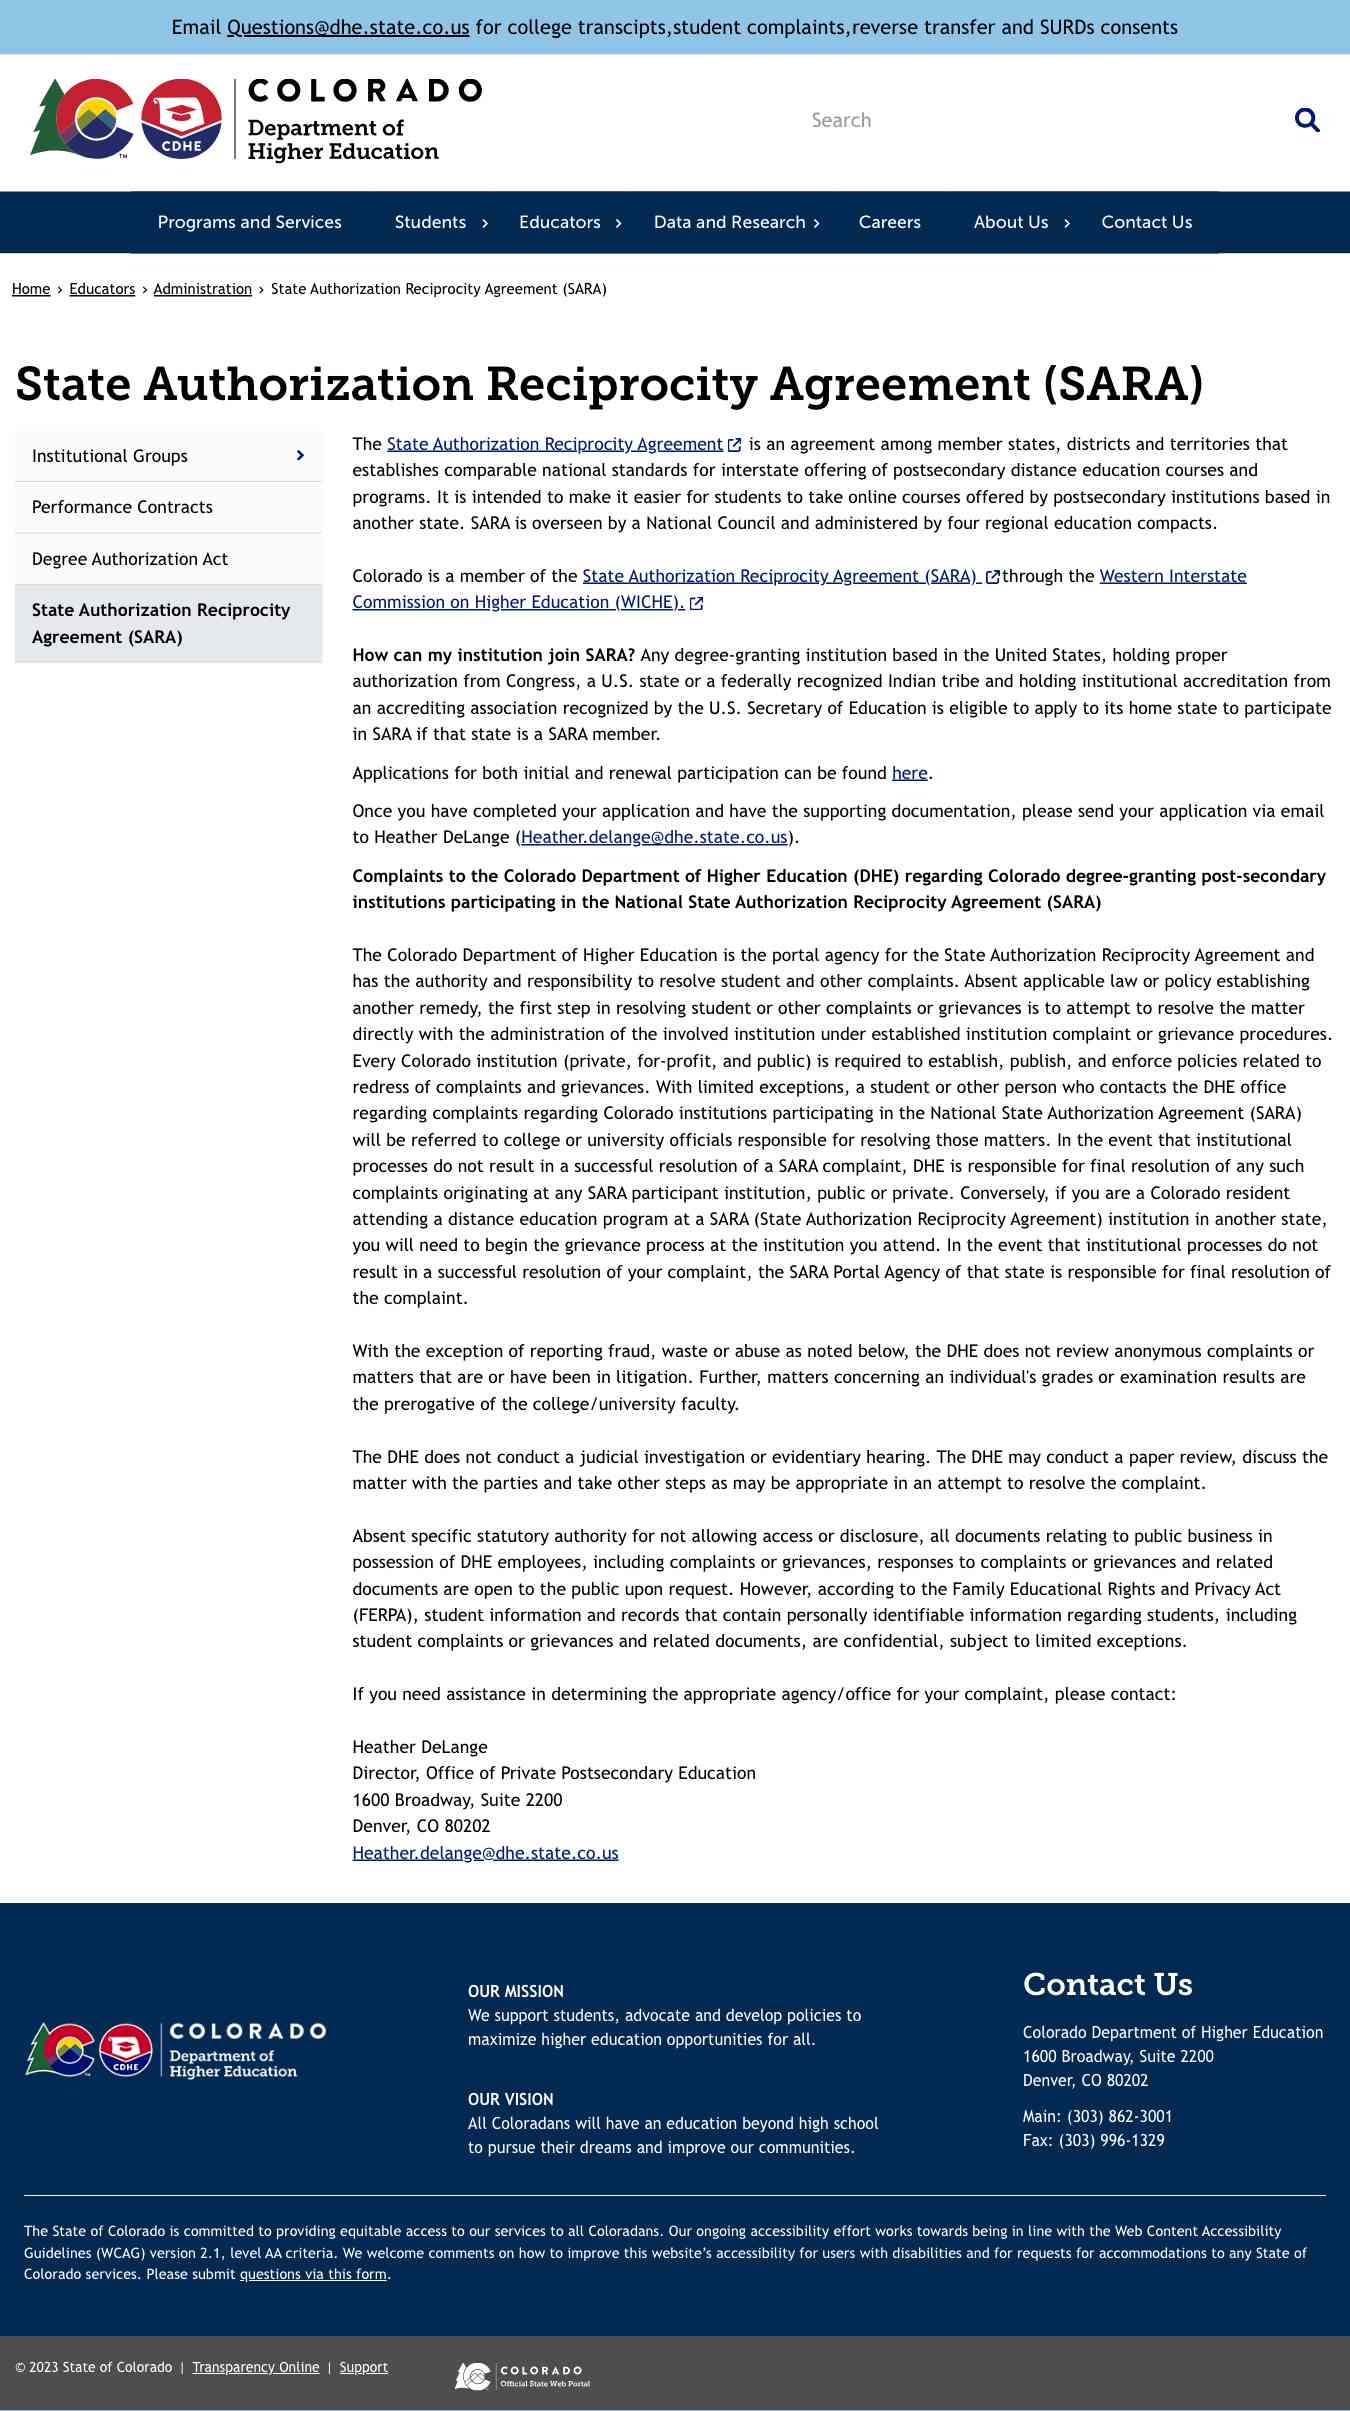 Email Questions@dhe.state.co.us for college transcipts,student complaints,reverse transfer and SURDs consents
CDHE
TM
COLORADO
Department of
Higher Education
Search
Programs and Services Students Educators Data and Research Careers About Us Contact Us
Home › Educators › Administration › State Authorization Reciprocity Agreement (SARA)
State Authorization Reciprocity Agreement (SARA)
Institutional Groups
Performance Contracts
Degree Authorization Act
State Authorization Reciprocity
Agreement (SARA)
The State Authorization Reciprocity Agreement is an agreement among member states, districts and territories that
establishes comparable national standards for interstate offering of postsecondary distance education courses and
programs. It is intended to make it easier for students to take online courses offered by postsecondary institutions based in
another state. SARA is overseen by a National Council and administered by four regional education compacts.
Colorado is a member of the State Authorization Reciprocity Agreement (SARA) through the Western Interstate
Commission on Higher Education (WICHE).
How can my institution join SARA? Any degree-granting institution based in the United States, holding proper
authorization from Congress, a U.S. state or a federally recognized Indian tribe and holding institutional accreditation from
an accrediting association recognized by the U.S. Secretary of Education is eligible to apply to its home state to participate
in SARA if that state is a SARA member.
Applications for both initial and renewal participation can be found here.
Once you have completed your application and have the supporting documentation, please send your application via email
to Heather DeLange (Heather.delange@dhe.state.co.us).
Complaints to the Colorado Department of Higher Education (DHE) regarding Colorado degree-granting post-secondary
institutions participating in the National State Authorization Reciprocity Agreement (SARA)
The Colorado Department of Higher Education is the portal agency for the State Authorization Reciprocity Agreement and
has the authority and responsibility to resolve student and other complaints. Absent applicable law or policy establishing
another remedy, the first step in resolving student or other complaints or grievances is to attempt to resolve the matter
directly with the administration of the involved institution under established institution complaint or grievance procedures.
Every Colorado institution (private, for-profit, and public) is required to establish, publish, and enforce policies related to
redress of complaints and grievances. With limited exceptions, a student or other person who contacts the DHE office
regarding complaints regarding Colorado institutions participating in the National State Authorization Agreement (SARA)
will be referred to college or university officials responsible for resolving those matters. In the event that institutional
processes do not result in a successful resolution of a SARA complaint, DHE is responsible for final resolution of any such
complaints originating at any SARA participant institution, public or private. Conversely, if you are a Colorado resident
attending a distance education program at a SARA (State Authorization Reciprocity Agreement) institution in another state,
you will need to begin the grievance process at the institution you attend. In the event that institutional processes do not
result in a successful resolution of your complaint, the SARA Portal Agency of that state is responsible for final resolution of
the complaint.
With the exception of reporting fraud, waste or abuse as noted below, the DHE does not review anonymous complaints or
matters that are or have been in litigation. Further, matters concerning an individual's grades or examination results are
the prerogative of the college/university faculty.
The DHE does not conduct a judicial investigation or evidentiary hearing. The DHE may conduct a paper review, discuss the
matter with the parties and take other steps as may be appropriate in an attempt to resolve the complaint.
Absent specific statutory authority for not allowing access or disclosure, all documents relating to public business in
possession of DHE employees, including complaints or grievances, responses to complaints or grievances and related
documents are open to the public upon request. However, according to the Family Educational Rights and Privacy Act
(FERPA), student information and records that contain personally identifiable information regarding students, including
student complaints or grievances and related documents, are confidential, subject to limited exceptions.
If you need assistance in determining the appropriate agency/office for your complaint, please contact:
Heather DeLange
Director, Office of Private Postsecondary Education
1600 Broadway, Suite 2200
Denver, CO 80202
Heather.delange@dhe.state.co.us
CDHE
COLORADO
Department of
Higher Education
OUR MISSION
We support students, advocate and develop policies to
maximize higher education opportunities for all.
OUR VISION
All Coloradans will have an education beyond high school
to pursue their dreams and improve our communities.
Contact Us
Colorado Department of Higher Education
1600 Broadway, Suite 2200
Denver, CO 80202
Main: (303) 862-3001
Fax: (303) 996-1329
The State of Colorado is committed to providing equitable access to our services to all Coloradans. Our ongoing accessibility effort works towards being in line with the Web Content Accessibility
Guidelines (WCAG) version 2.1, level AA criteria. We welcome comments on how to improve this website’s accessibility for users with disabilities and for requests for accommodations to any State of
Colorado services. Please submit questions via this form.
© 2023 State of Colorado | Transparency Online | Support
COLORADO
Official State Web Portal